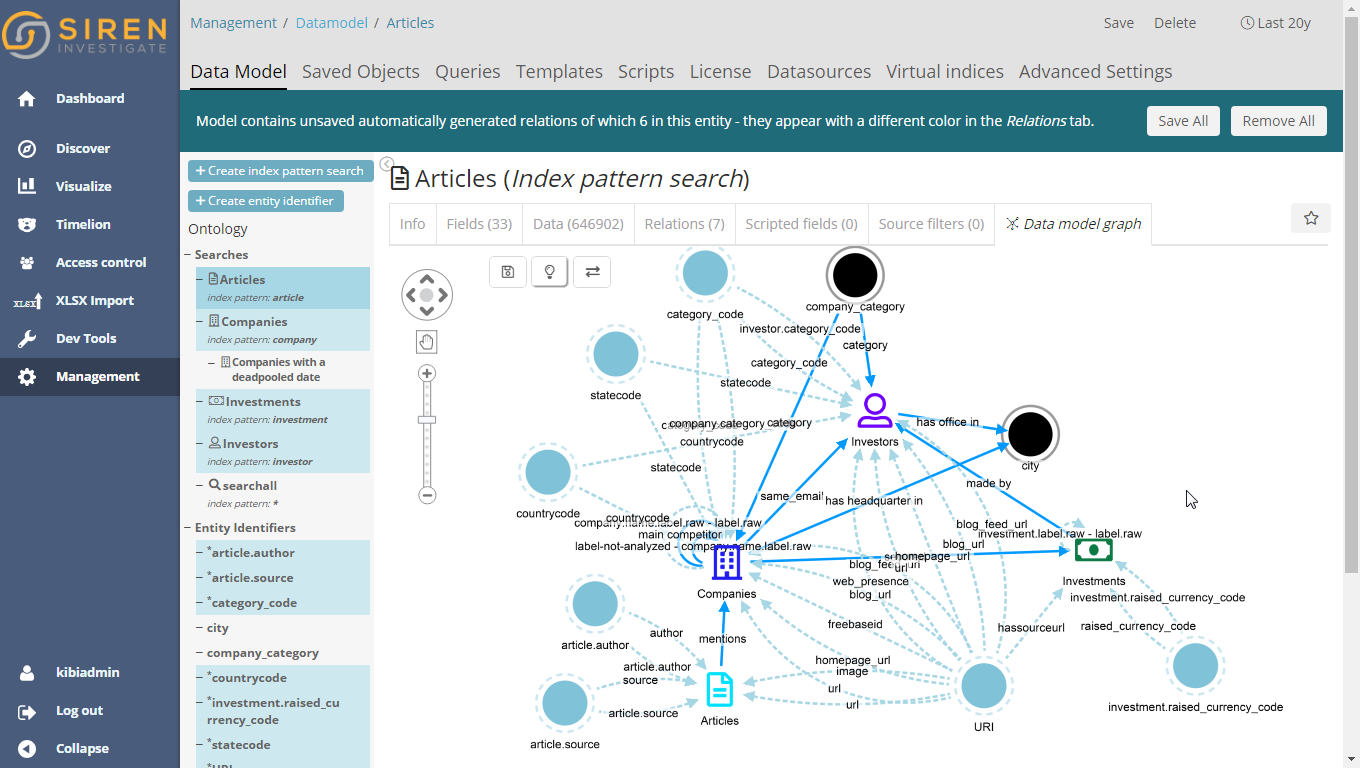 SIREN
INVESTIGATE
Dashboard
Discover
Visualize
Timelion
Access control
XLSX
XLSX Import
Dev Tools
Management
kibiadmin
Log out
Collapse
Management / Datamodel / Articles
Save Delete Last 20y
Data Model Saved Objects Queries Templates Scripts License Datasources Virtual indices Advanced Settings
Model contains unsaved automatically generated relations of which 6 in this entity - they appear with a different color in the Relations tab.
Save All Remove All
+ Create index pattern search
+ Create entity identifier
Ontology
Searches
Articles
index pattern: article
Companies
index pattern: company
Companies with a
deadpooled date
Investments
index pattern: investment
Investors
index pattern: investor
searchall
index pattern: *
Entity Identifiers
*article.author
*article.source
*category_code
city
company_category
*countrycode
*investment.raised_cu
rrency_code
*statecode
*URI
Articles (Index pattern search)
Info Fields (33) Data (646902) Relations (7) Scripted fields (0) Source filters (0) Data model graph
category_code
company_category
investor.category_code
category
category_code
statecode
statecode
company.category_code
category
countrycode
Investors
has office in
city
statecode
made by
same_email
has headquarter in
countrycode
countrycode
company.name.label.raw - label.raw
main competitor
label-not-analyzed - company.name.label.raw
blog_feed_url
investment.label.raw - label.raw
blog_url
homepage_url
blog_feed_url
url
web_presence
blog_url
Companies
Investments
investment.raised_currency_code
freebaseid
hassourceurl
raised_currency_code
author
mentions
article.author
homepage_url
image
article.author
source
url
url
article.source
Articles
URI
investment.raised_currency_code
article.source